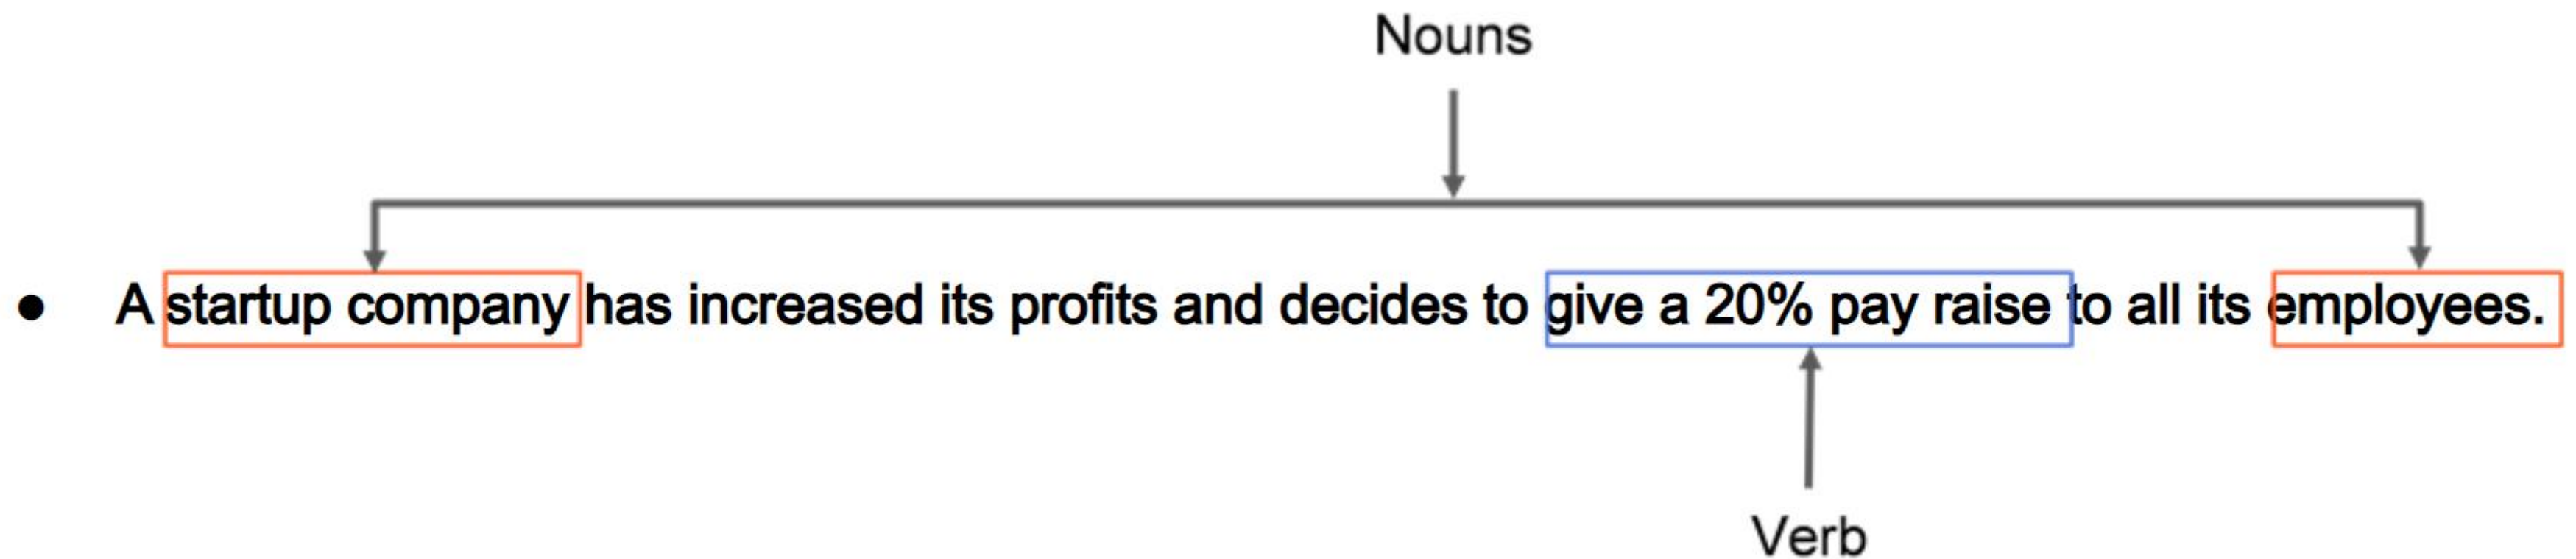 Nouns
● A startup company has increased its profits and decides to give a 20% pay raise to all its employees.
Verb